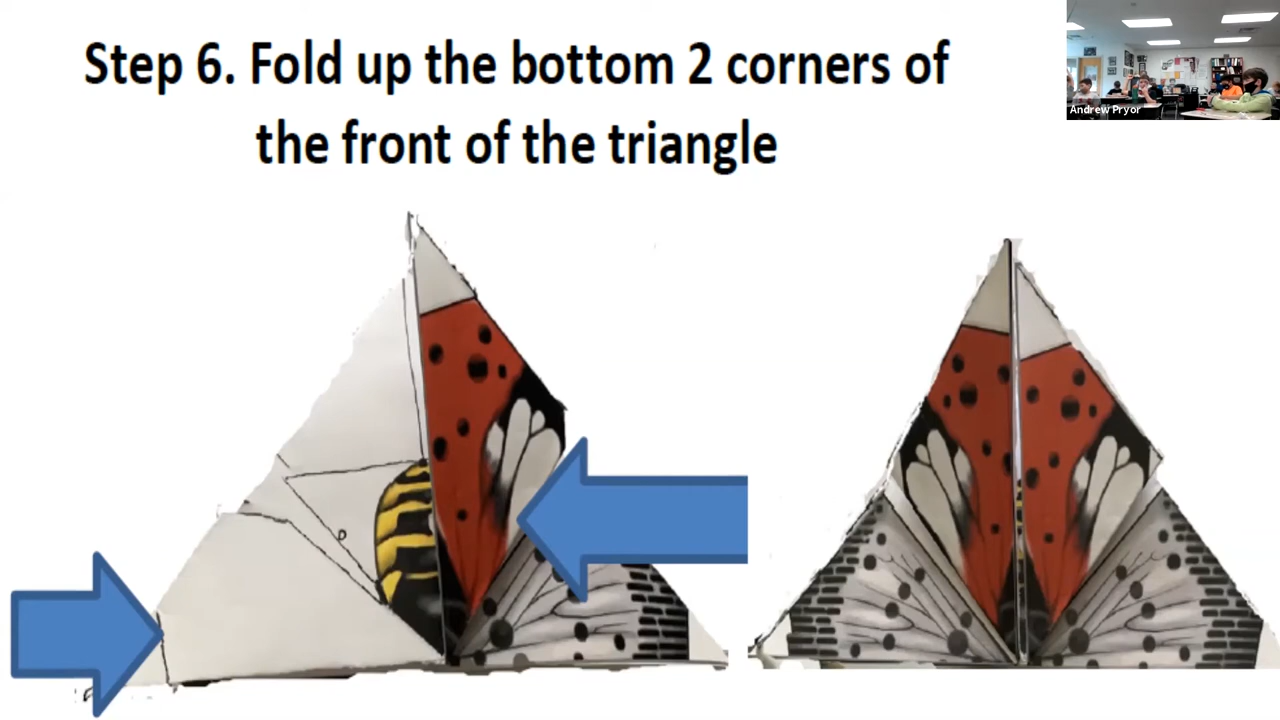 Step 6. Fold up the bottom 2 corners of
the front of the triangle
Andrew Pryor
D